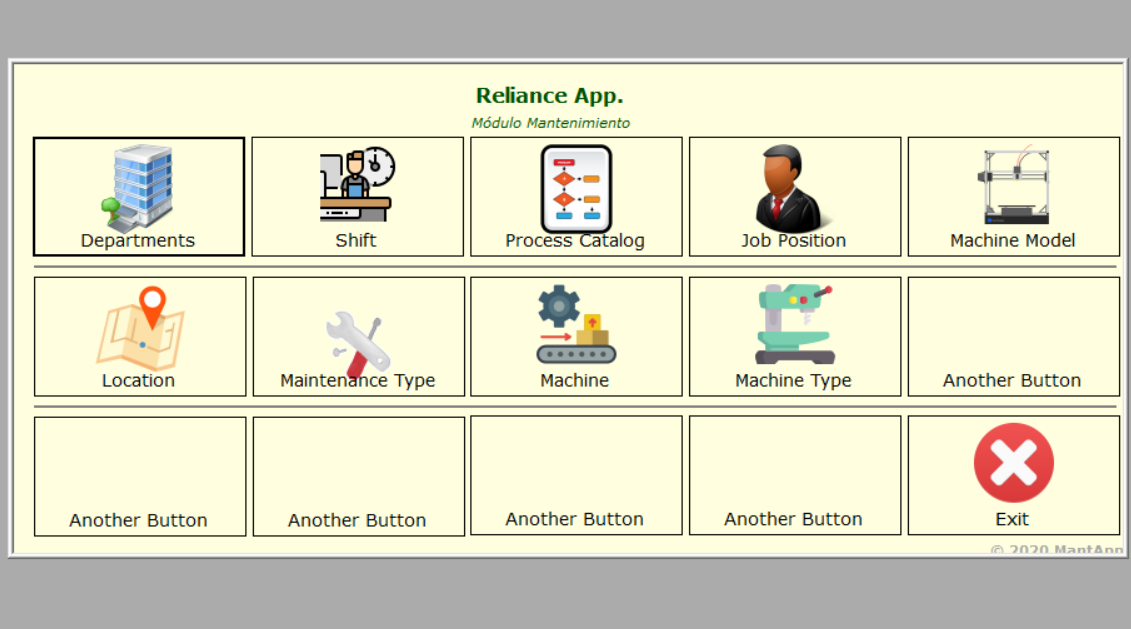 Reliance App.
Módulo Mantenimiento
Departments
Shift
Process Catalog
Job Position
Machine Model
Location
Maintenance Type
Machine
Machine Type
Another Button
Another Button
Another Button
Another Button
Another Button
Exit
© 2020 MantApp